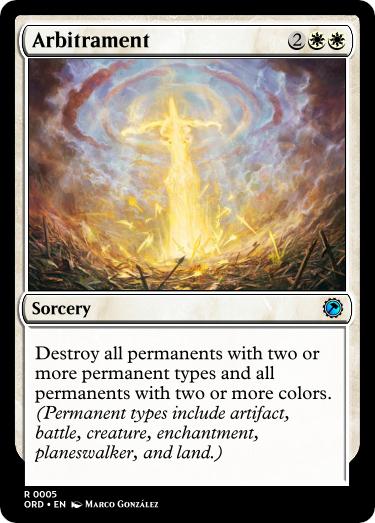 Arbitrament 2
Sorcery
Destroy all permanents with two or
more permanent types and all
permanents with two or more colors.
(Permanent types include artifact,
battle, creature, enchantment,
planeswalker, and land.)
R 0005
ORD • EN Marco González